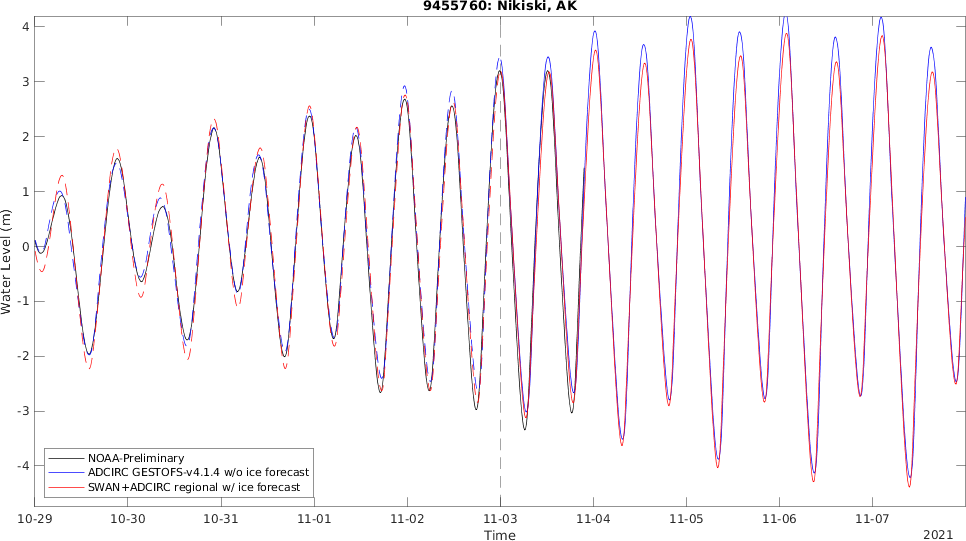 9455760: Nikiski, AK
4
3
2
1
0
-1
-2
-3
-4
Water Level (m)
NOAA-Preliminary
ADCIRC GESTOFS-v4.1.4 w/o ice forecast
SWAN+ADCIRC regional w/ ice forecast
10-29 10-30 10-31 11-01 11-02 11-03 11-04 11-05 11-06 11-07
Time
2021